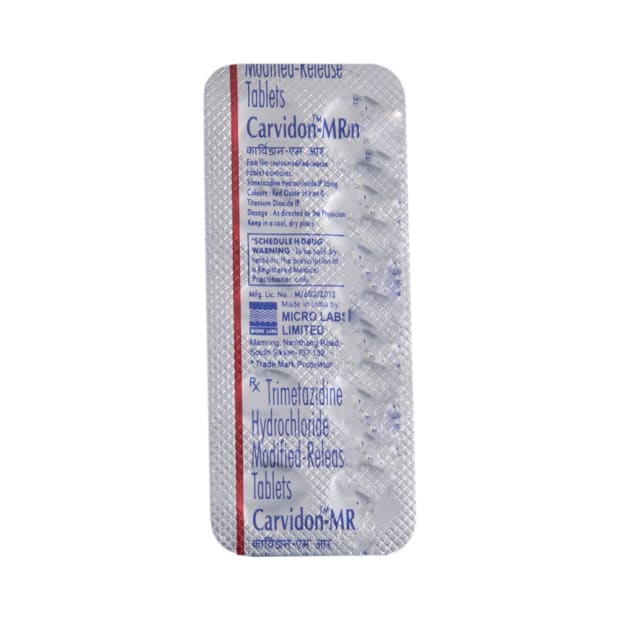 Modified-Release
Tablets
Carvidon™-MR
कार्विडान-एम आर
Each film-coated modified-release
tablet contains:
Trimetazidine Hydrochloride IP 35mg
Colours : Red Oxide of Iron &
Titanium Dioxide IP
Dosage : As directed by the Physician
Keep in a cool, dry place
"SCHEDULE H DRUG
WARNING : To be sold by
retail on the prescription of
a Registered Medical
Practitioner only"
Mfg. Lic. No. : M/600/2012
Made in India by:
MICRO LABS
LIMITED
MICRO LABS
Mamring, Namthang Road,
South Sikkim-737 132
* Trade Mark Proprietor
Rx Trimetazidine
Hydrochloride
Modified-Releas
Tablets
Carvidon™-MR
कार्विडान-एम आर